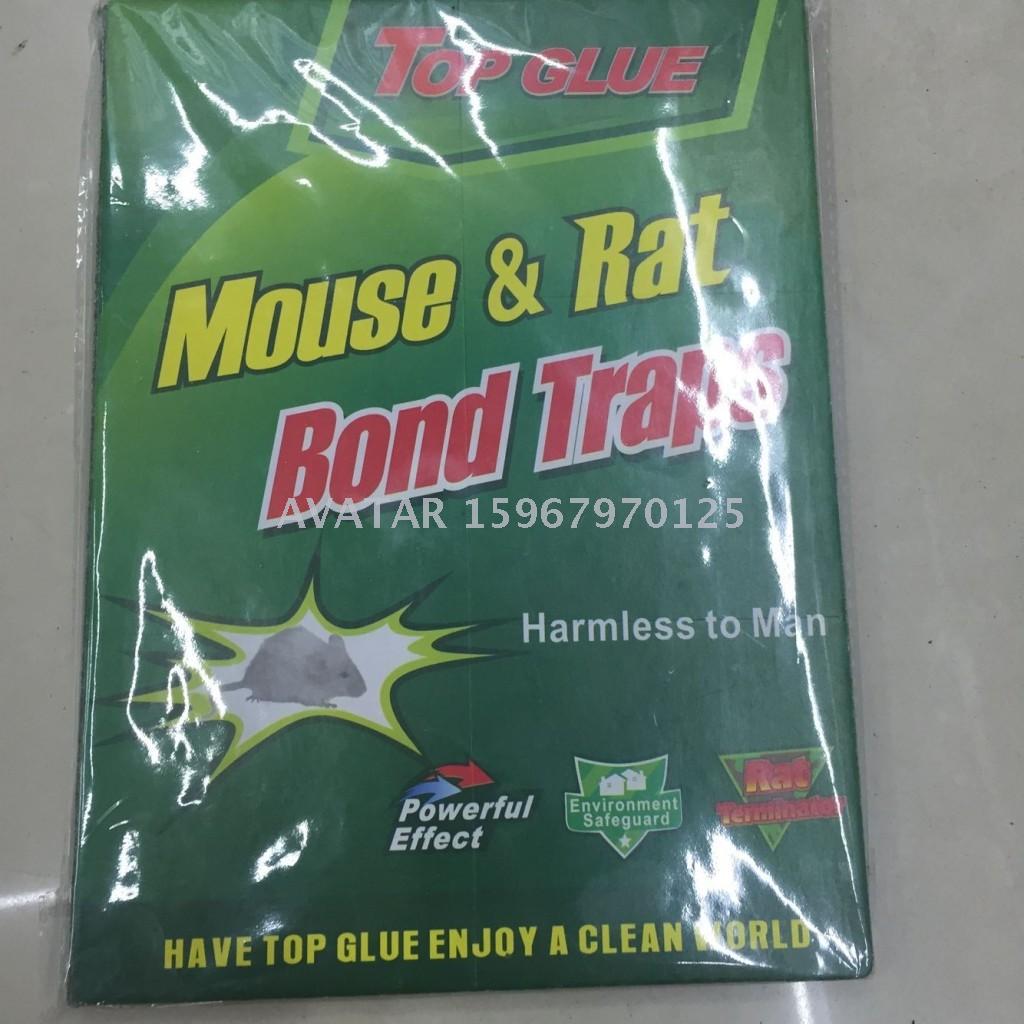 TOP GLUE
Mouse & Rat
Bond Traps
AVATAR 15967970125
Harmless to Man
Powerful
Effect
Environment
Safeguard
Rat
Terminator
HAVE TOP GLUE ENJOY A CLEAN WORLD